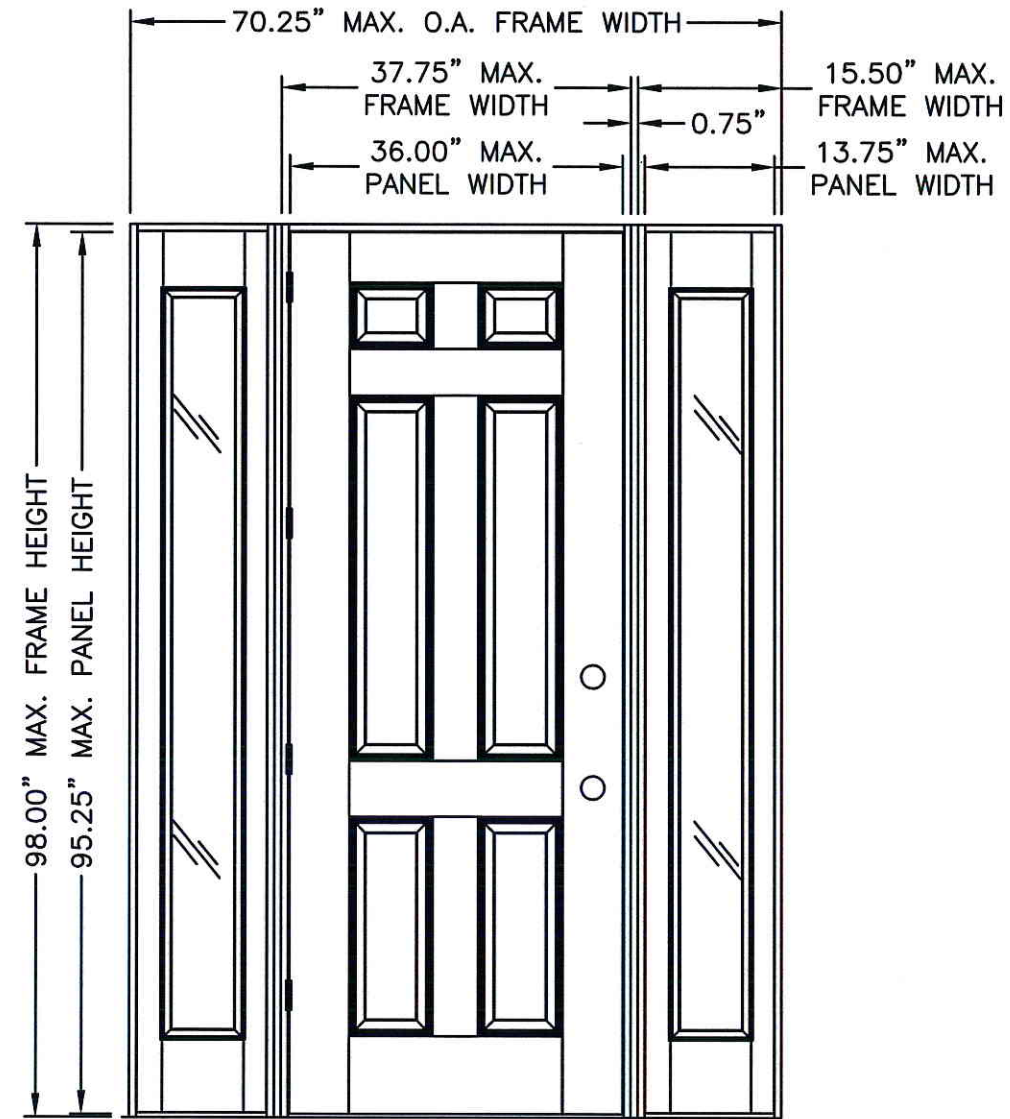 70.25” MAX. O.A. FRAME WIDTH
37.75” MAX.
FRAME WIDTH
15.50” MAX.
FRAME WIDTH
0.75”
36.00” MAX.
PANEL WIDTH
13.75” MAX.
PANEL WIDTH
98.00” MAX. FRAME HEIGHT
95.25” MAX. PANEL HEIGHT